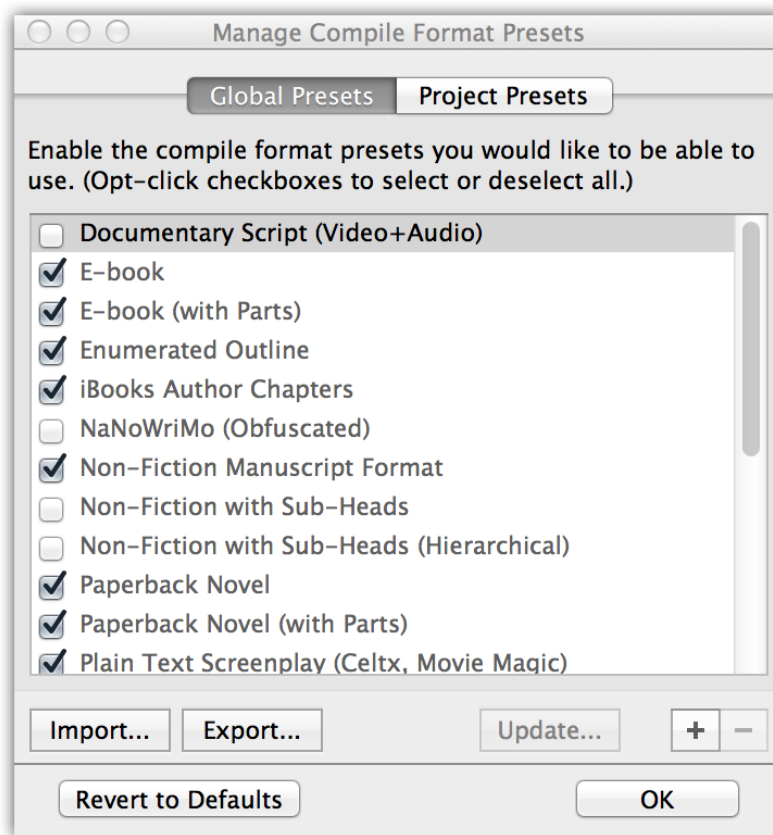 Manage Compile Format Presets
Global Presets
Project Presets
Enable the compile format presets you would like to be able to
use. (Opt-click checkboxes to select or deselect all.)
Documentary Script (Video+Audio)
E-book
E-book (with Parts)
Enumerated Outline
iBooks Author Chapters
NaNoWriMo (Obfuscated)
Non-Fiction Manuscript Format
Non-Fiction with Sub-Heads
Non-Fiction with Sub-Heads (Hierarchical)
Paperback Novel
Paperback Novel (with Parts)
Plain Text Screenplay (Celtx, Movie Magic)
Import...
Export...
Update...
+
−
Revert to Defaults
OK